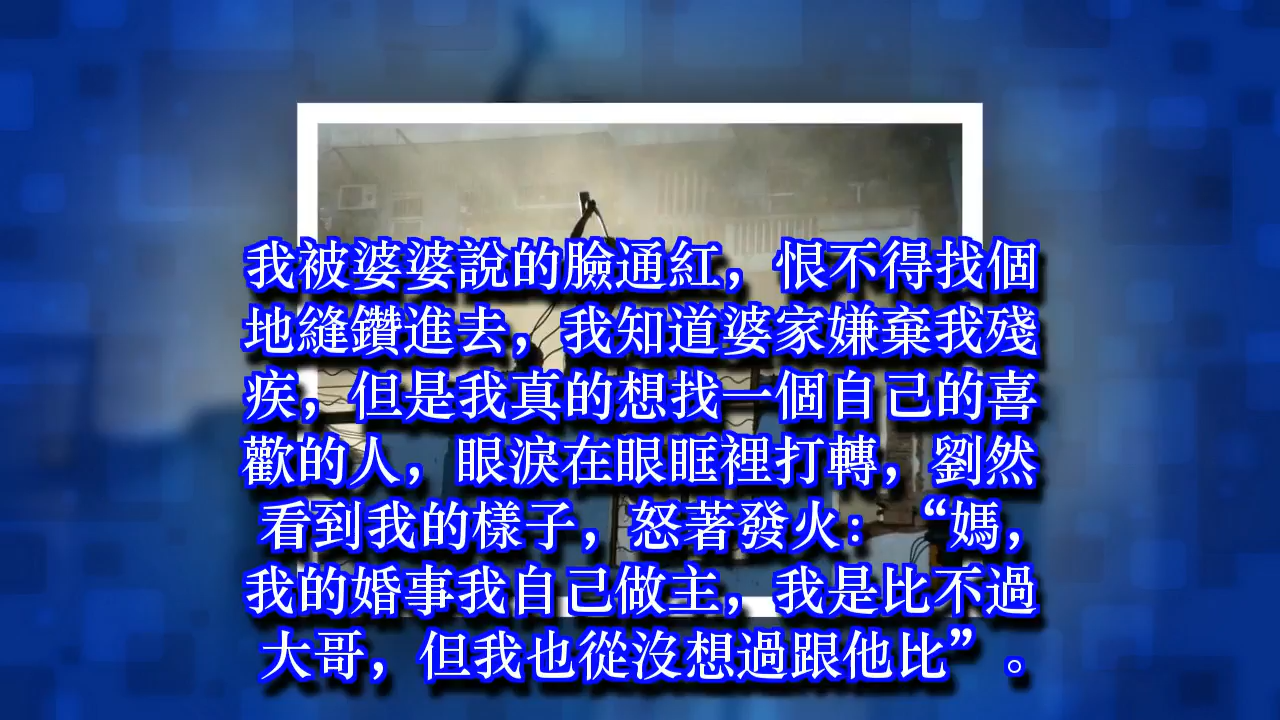 我被婆婆說的臉通紅，恨不得找個
地縫鑽進去，我知道婆家嫌棄我殘
疾，但是我真的想找一個自己的喜
歡的人，眼淚在眼眶裡打轉，劉然
看到我的樣子，怒著發火：“媽，
我的婚事我自己做主，我是比不過
大哥，但我也從沒想過跟他比”。